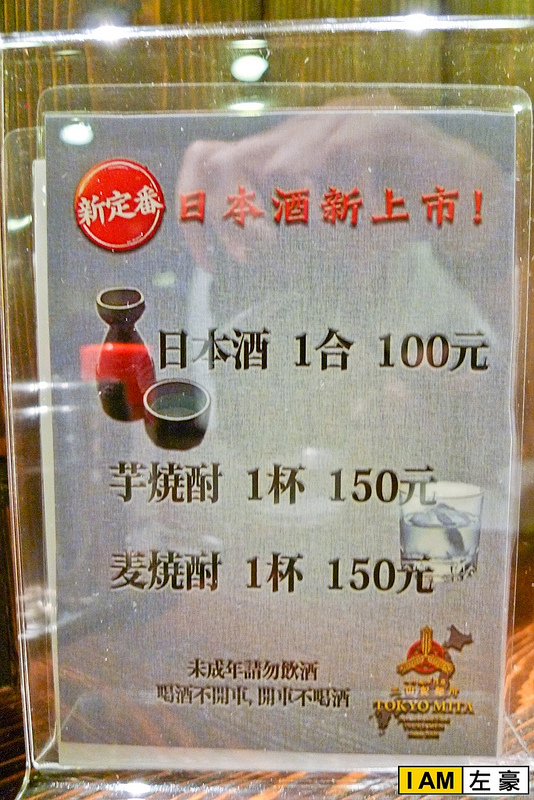 新定番
日本酒新上市!
日本酒 1合 100元
芋燒酎 1杯 150元
麦燒酎 1杯 150元
未成年請勿飲酒
喝酒不開車,開車不喝酒
TOKYO MITA
I AM 左豪